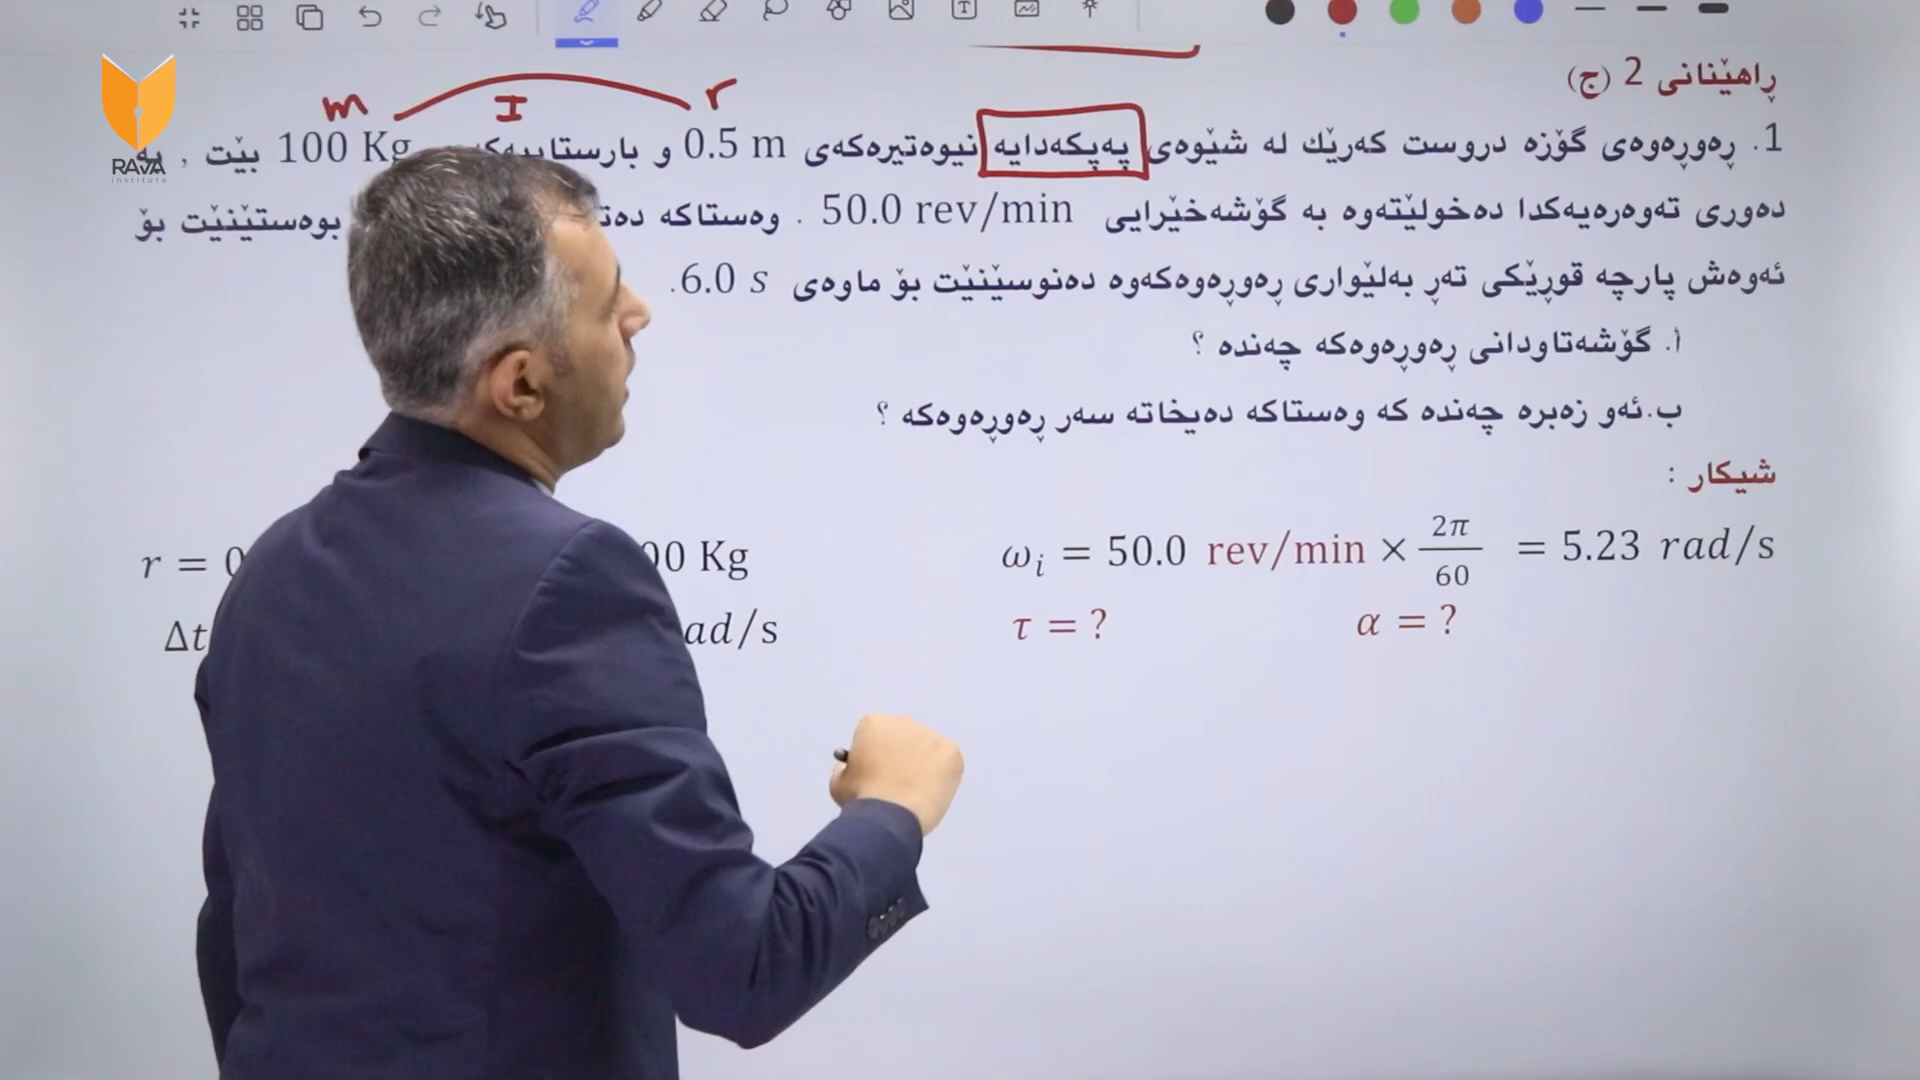 RAVA
institute
ڕاهێنانی 2 (ج)
m I r
1. ڕەوڕەوەی گۆزە دروست کەرێك لە شێوەی پەپکەدایە نیوەتیرەکەی 0.5 m و 100 Kg بێت , بە
دەوری تەوەرەیەکدا دەخولێتەوە بە گۆشەخێرایی 50.0 rev/min . وەستاکە بوەستێنێت بۆ
ئەوەش پارچە قوڕێکی تەڕ بەلێواری ڕەوڕەوەکەوە دەنوسێنێت بۆ ماوەی 6.0 s.
أ. گۆشەتاودانی ڕەوڕەوەکە چەندە ؟
ب.ئەو زەبرە چەندە کە وەستاکە دەیخاتە سەر ڕەوڕەوەکە ؟
شیکار :
r = 00 Kg ωi = 50.0 rev/min × 2π/60 = 5.23 rad/s
Δt ad/s τ = ? α = ?